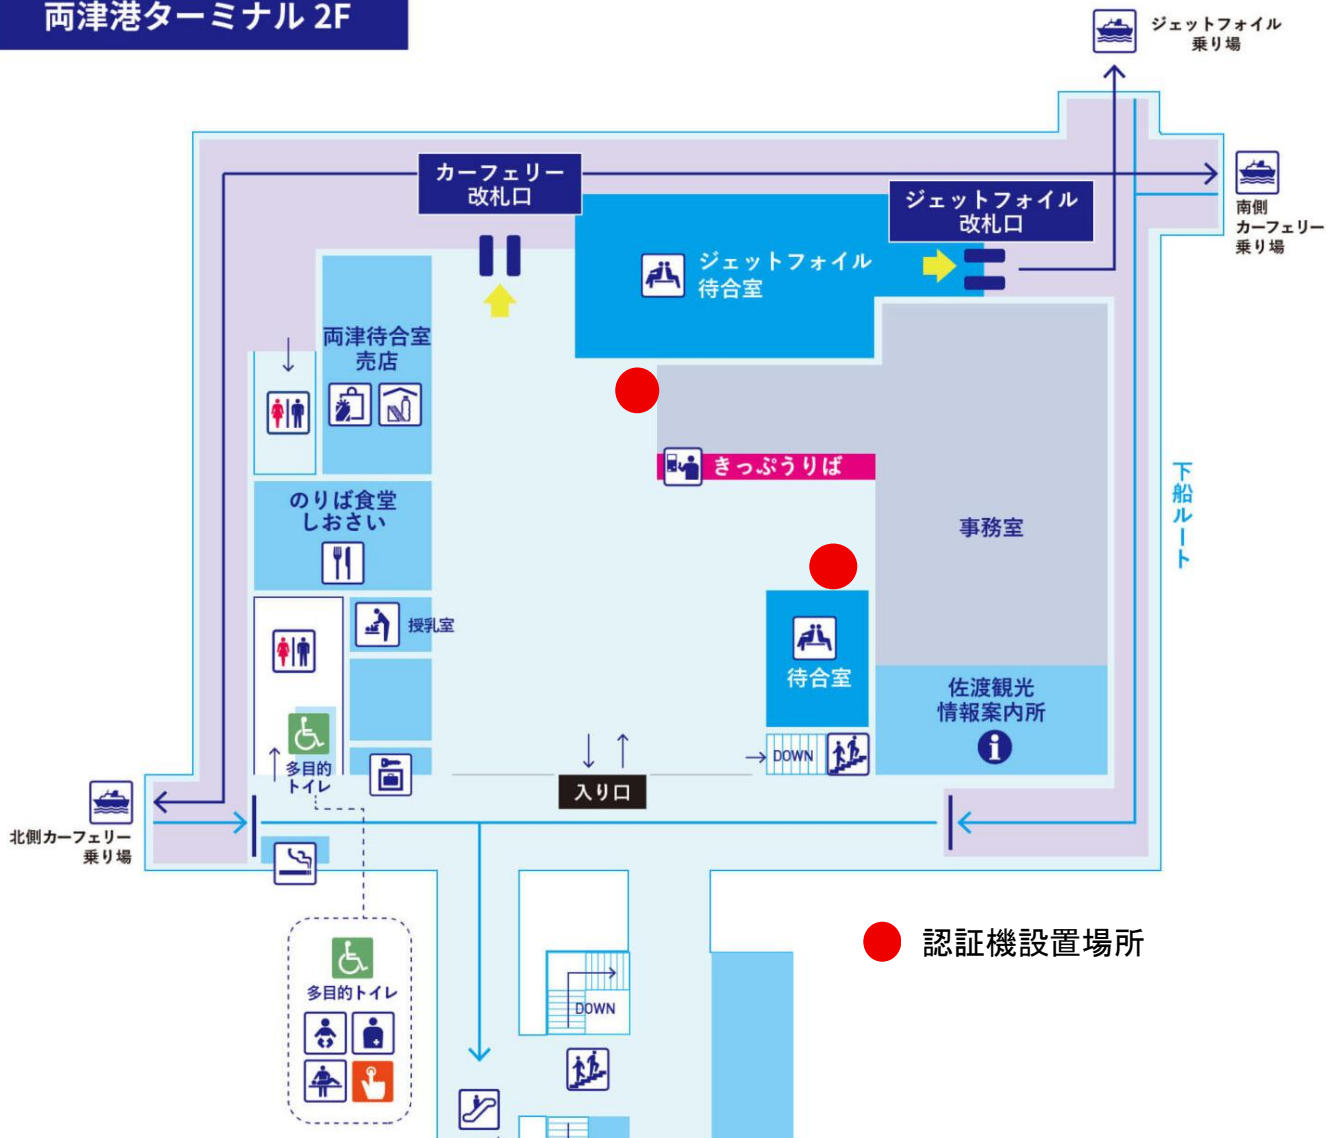 両津港ターミナル 2F
ジェットフォイル
乗り場
カーフェリー
改札口
ジェットフォイル
改札口
南側
カーフェリー
乗り場
ジェットフォイル
待合室
両津待合室
売店
きっぷうりば
のりば食堂
しおさい
事務室
下船ルート
授乳室
待合室
佐渡観光
情報案内所
i
多目的
トイレ
DOWN
入り口
北側カーフェリー
乗り場
認証機設置場所
多目的トイレ
DOWN